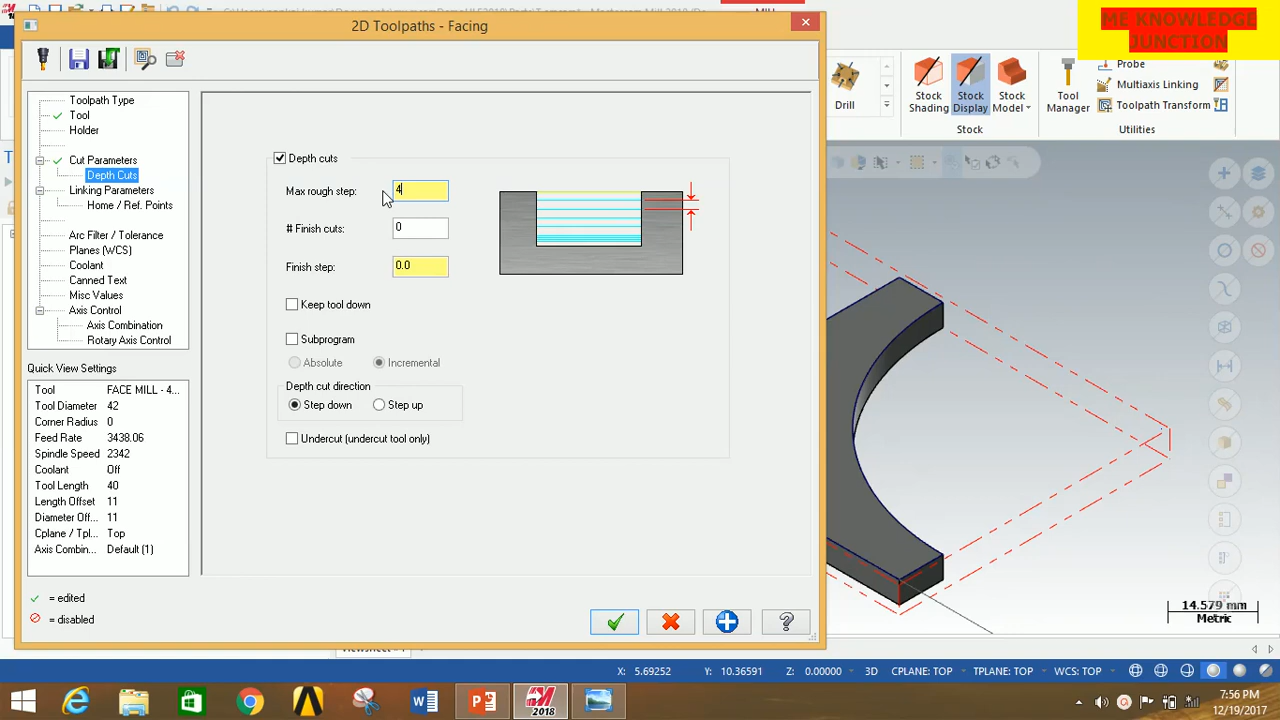 2D Toolpaths - Facing
ME KNOWLEDGE
JUNCTION
Toolpath Type
Tool
Holder
Cut Parameters
Depth Cuts
Linking Parameters
Home / Ref. Points
Arc Filter / Tolerance
Planes (WCS)
Coolant
Canned Text
Misc Values
Axis Control
Axis Combination
Rotary Axis Control
Quick View Settings
Tool FACE MILL - 4...
Tool Diameter 42
Corner Radius 0
Feed Rate 3438.06
Spindle Speed 2342
Coolant Off
Tool Length 40
Length Offset 11
Diameter Off... 11
Cplane / Tpl... Top
Axis Combin... Default (1)
= edited
= disabled
Depth cuts
Max rough step: 4
# Finish cuts: 0
Finish step: 0.0
Keep tool down
Subprogram
Absolute Incremental
Depth cut direction
Step down Step up
Undercut (undercut tool only)
Drill
Stock
Shading
Stock
Display
Stock
Model
Stock
Tool
Manager
Probe
Multiaxis Linking
Toolpath Transform
Utilities
14.579 mm
Metric
X: 5.69252 Y: 10.36591 Z: 0.00000 3D CPLANE: TOP TPLANE: TOP WCS: TOP
2018
7:56 PM
12/19/2017